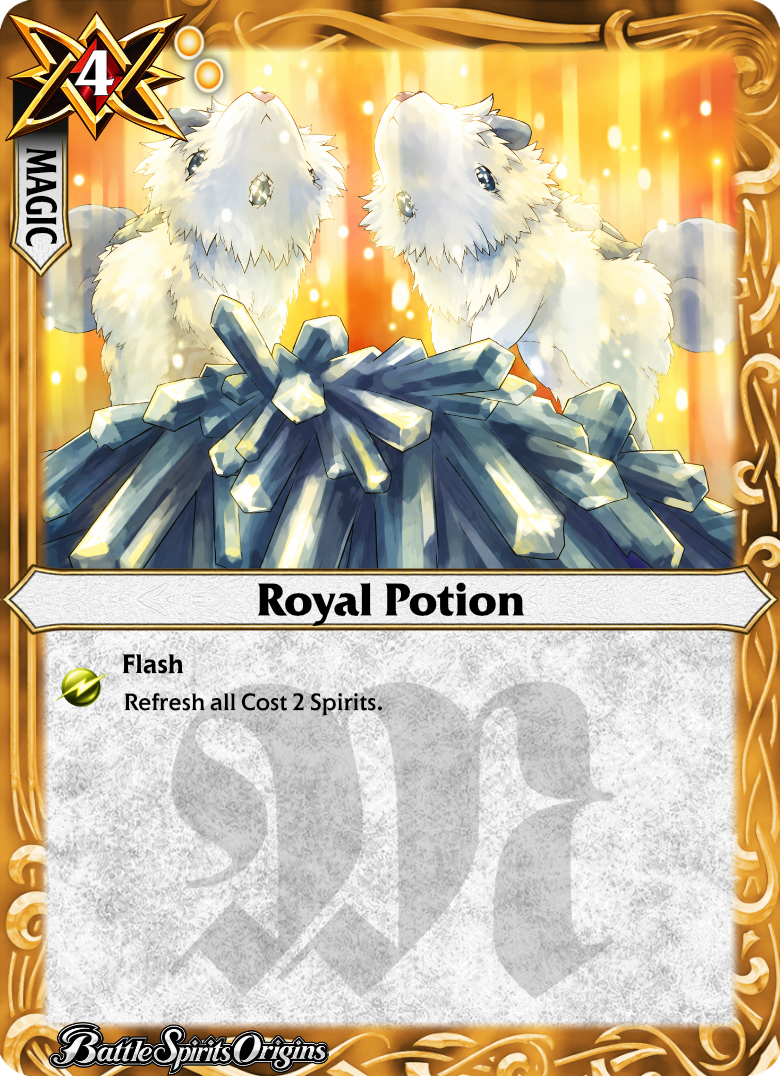 4
MAGIC
Royal Potion
Flash
Refresh all Cost 2 Spirits.
M
Battle Spirits Origins